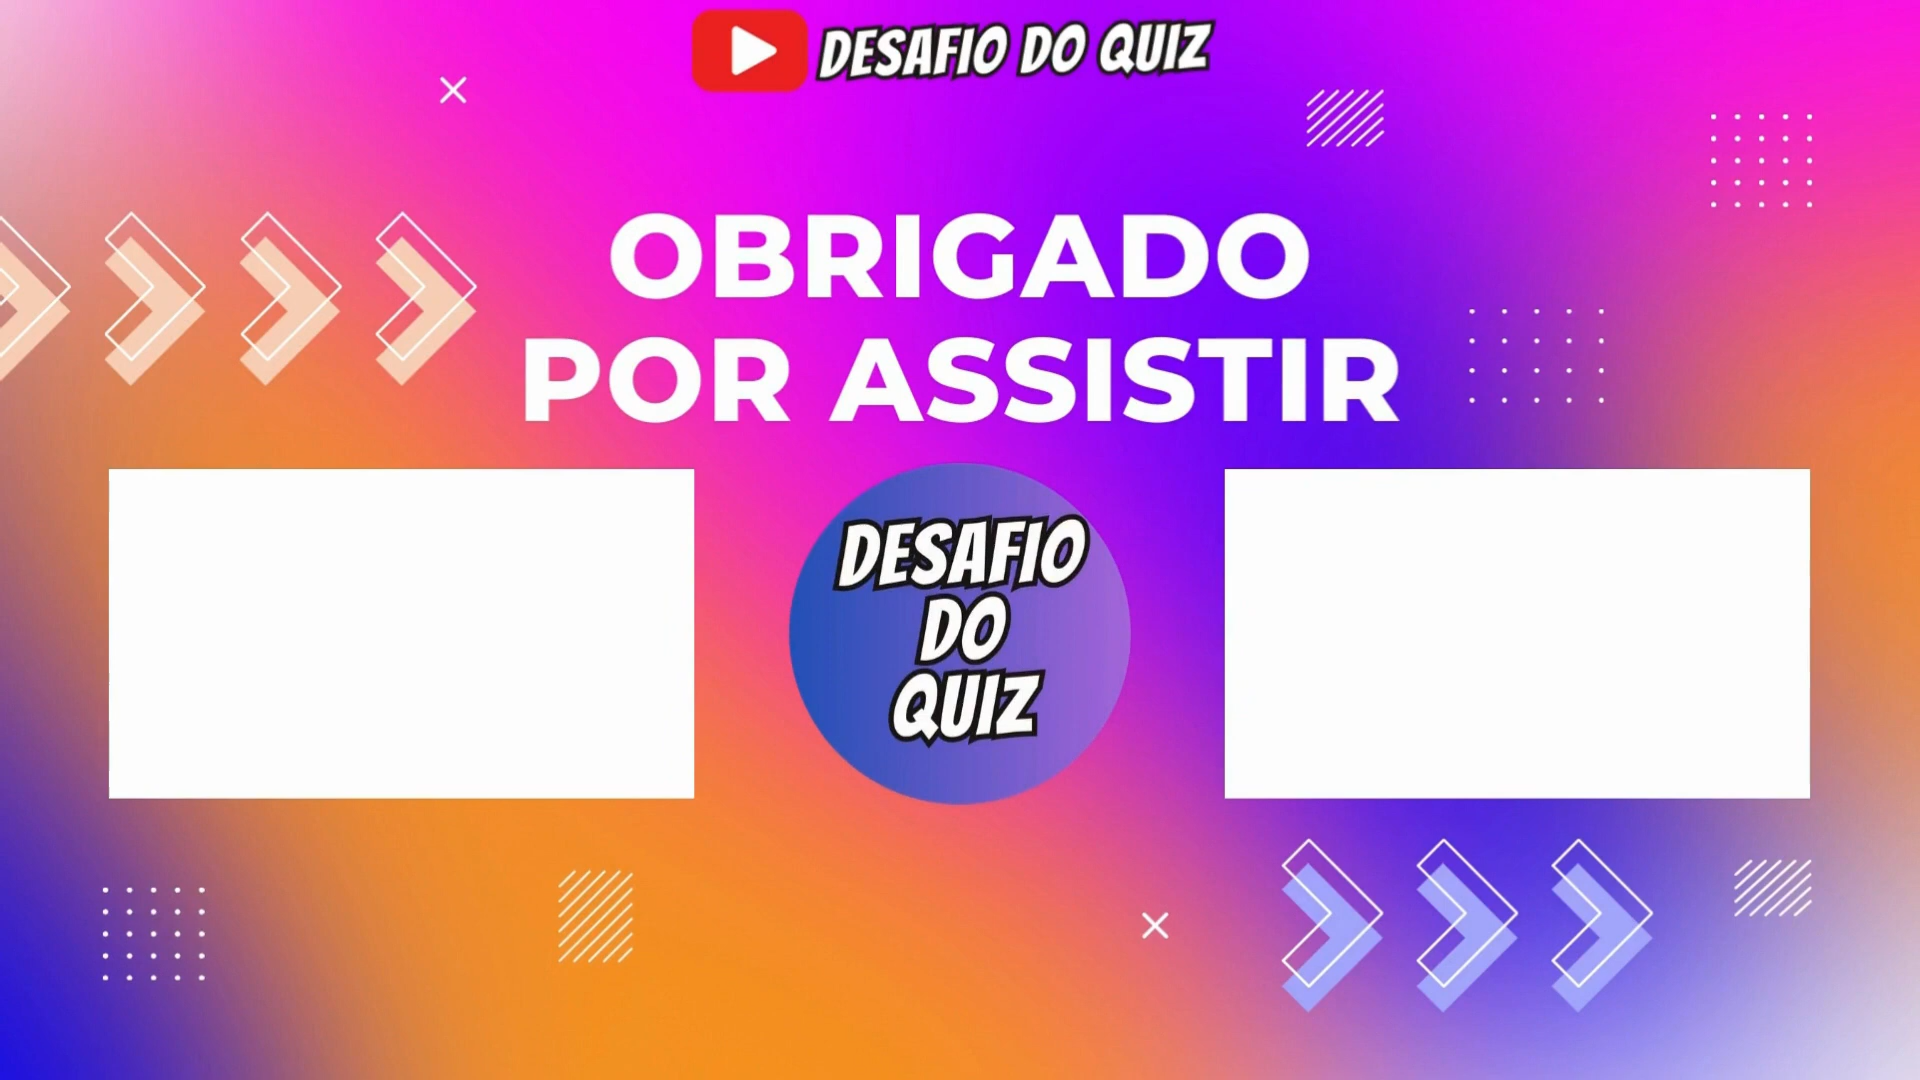 DESAFIO DO QUIZ
OBRIGADO
POR ASSISTIR
DESAFIO
DO
QUIZ